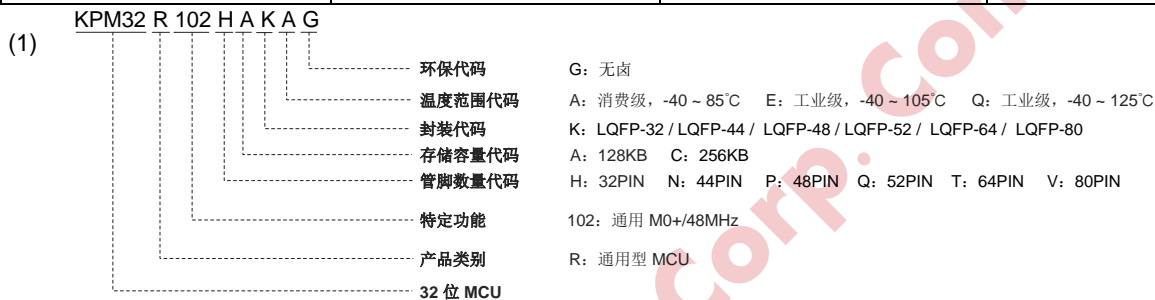 KPM32 R 102 H A K A G
(1)
环保代码 G：无卤
温度范围代码 A：消费级，-40 ~ 85℃ E：工业级，-40 ~ 105℃ Q：工业级，-40 ~ 125℃
封装代码 K：LQFP-32 / LQFP-44 / LQFP-48 / LQFP-52 / LQFP-64 / LQFP-80
存储容量代码 A：128KB C：256KB
管脚数量代码 H：32PIN N：44PIN P：48PIN Q：52PIN T：64PIN V：80PIN
特定功能 102：通用 M0+/48MHz
产品类别 R：通用型 MCU
32 位 MCU
Corp. Con